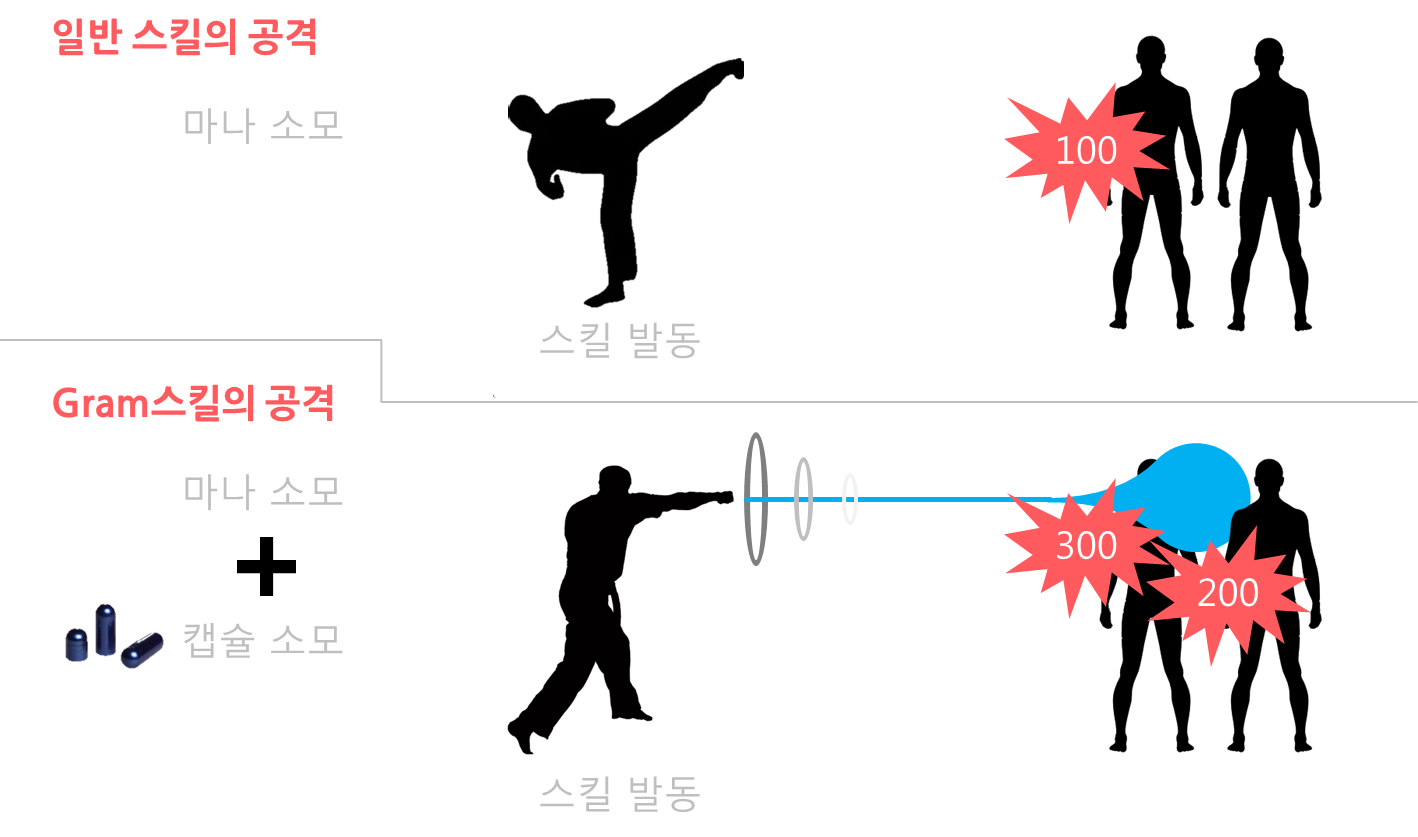 일반 스킬의 공격
마나 소모
100
스킬 발동
Gram스킬의 공격
마나 소모
300
200
캡슐 소모
스킬 발동